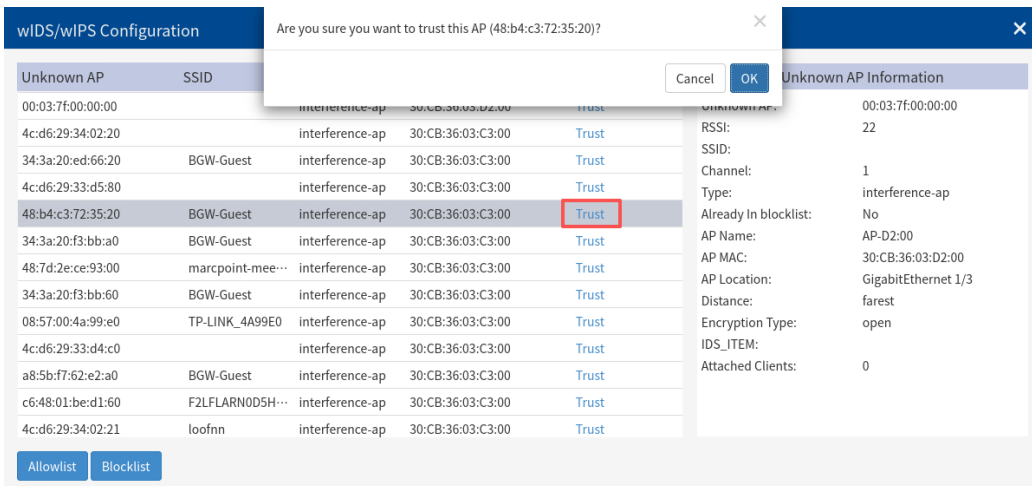 wIDS/wIPS Configuration
Are you sure you want to trust this AP (48:b4:c3:72:35:20)?
Cancel OK
Unknown AP SSID
00:03:7f:00:00:00 interference-ap 30:CB:36:03:D2:00 Trust
4c:d6:29:34:02:20 interference-ap 30:CB:36:03:C3:00 Trust
34:3a:20:ed:66:20 BGW-Guest interference-ap 30:CB:36:03:C3:00 Trust
4c:d6:29:33:d5:80 interference-ap 30:CB:36:03:C3:00 Trust
48:b4:c3:72:35:20 BGW-Guest interference-ap 30:CB:36:03:C3:00 Trust
34:3a:20:f3:bb:a0 BGW-Guest interference-ap 30:CB:36:03:C3:00 Trust
48:7d:2e:ce:93:00 marcpoint-mee··· interference-ap 30:CB:36:03:C3:00 Trust
34:3a:20:f3:bb:60 BGW-Guest interference-ap 30:CB:36:03:C3:00 Trust
08:57:00:4a:99:e0 TP-LINK_4A99E0 interference-ap 30:CB:36:03:C3:00 Trust
4c:d6:29:33:d4:c0 interference-ap 30:CB:36:03:C3:00 Trust
a8:5b:f7:62:e2:a0 BGW-Guest interference-ap 30:CB:36:03:C3:00 Trust
c6:48:01:be:d1:60 F2LFLARN0D5H··· interference-ap 30:CB:36:03:C3:00 Trust
4c:d6:29:34:02:21 loofnn interference-ap 30:CB:36:03:C3:00 Trust
Unknown AP Information
Unknown AP: 00:03:7f:00:00:00
RSSI: 22
SSID:
Channel: 1
Type: interference-ap
Already In blocklist: No
AP Name: AP-D2:00
AP MAC: 30:CB:36:03:D2:00
AP Location: GigabitEthernet 1/3
Distance: farest
Encryption Type: open
IDS_ITEM:
Attached Clients: 0
Allowlist Blocklist